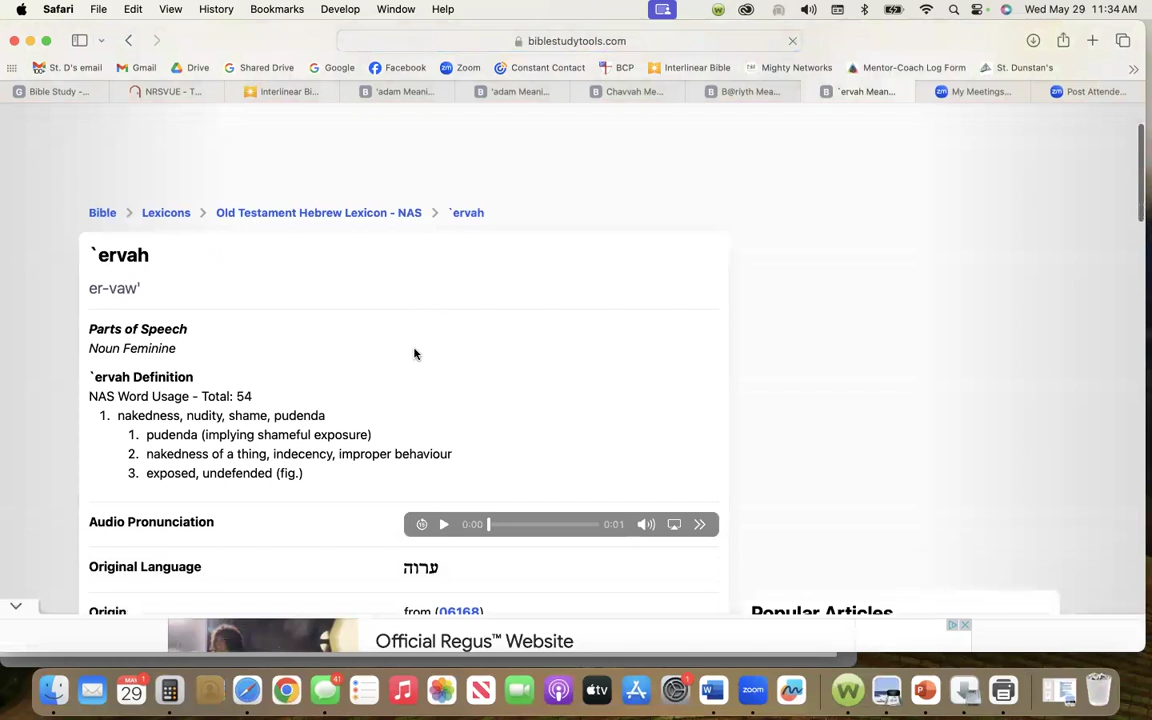 Safari File Edit View History Bookmarks Develop Window Help Wed May 29 11:34 AM
biblestudytools.com
St. D's email Gmail Drive Shared Drive Google Facebook Zoom Constant Contact BCP Interlinear Bible Mighty Networks Mentor-Coach Log Form St. Dunstan's
Bible Study -... NRSVUE - T... Interlinear Bi... 'adam Meani... 'adam Meani... Chavvah Me... B@riyth Mea... `ervah Mean... My Meetings... Post Attende...
Bible > Lexicons > Old Testament Hebrew Lexicon - NAS > `ervah
`ervah
er-vaw'
Parts of Speech
Noun Feminine
`ervah Definition
NAS Word Usage - Total: 54
1. nakedness, nudity, shame, pudenda
1. pudenda (implying shameful exposure)
2. nakedness of a thing, indecency, improper behaviour
3. exposed, undefended (fig.)
Audio Pronunciation 0:00 0:01
Original Language ערוה
Origin from (06168)
Popular Articles
Official Regus™ Website
41 1
MAY 29 1
W zoom W P